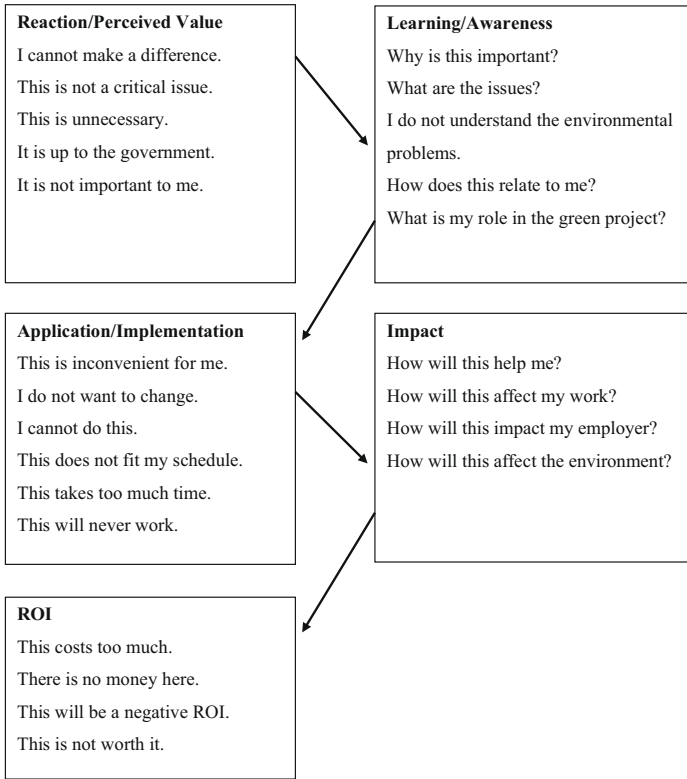 Reaction/Perceived Value
I cannot make a difference.
This is not a critical issue.
This is unnecessary.
It is up to the government.
It is not important to me.
Learning/Awareness
Why is this important?
What are the issues?
I do not understand the environmental
problems.
How does this relate to me?
What is my role in the green project?
Application/Implementation
This is inconvenient for me.
I do not want to change.
I cannot do this.
This does not fit my schedule.
This takes too much time.
This will never work.
Impact
How will this help me?
How will this affect my work?
How will this impact my employer?
How will this affect the environment?
ROI
This costs too much.
There is no money here.
This will be a negative ROI.
This is not worth it.